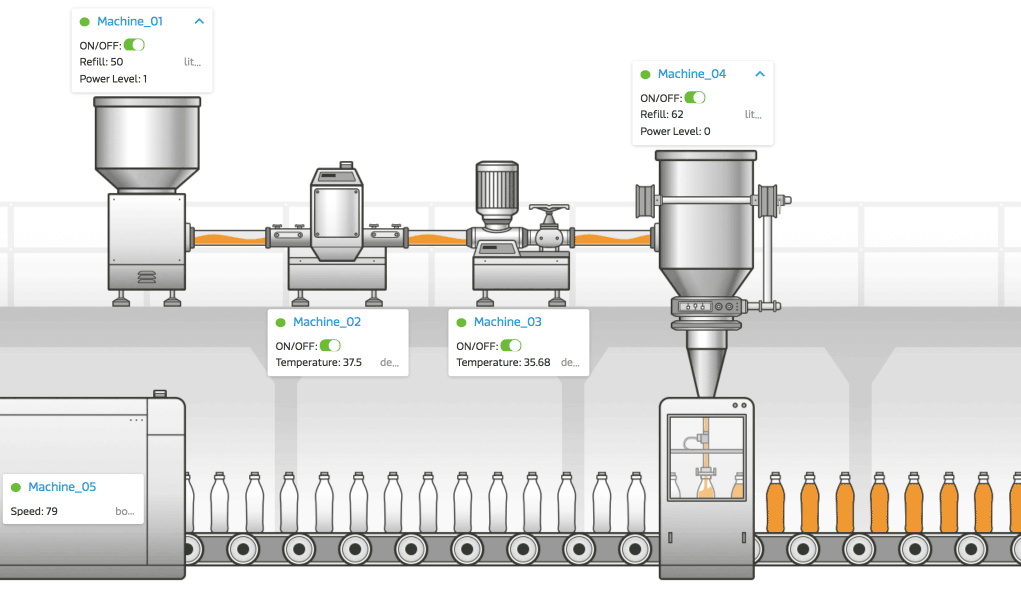 Machine_01
ON/OFF:
Refill: 50 lit...
Power Level: 1
Machine_04
ON/OFF:
Refill: 62 lit...
Power Level: 0
Machine_02
ON/OFF:
Temperature: 37.5 de...
Machine_03
ON/OFF:
Temperature: 35.68 de...
Machine_05
Speed: 79 bo...